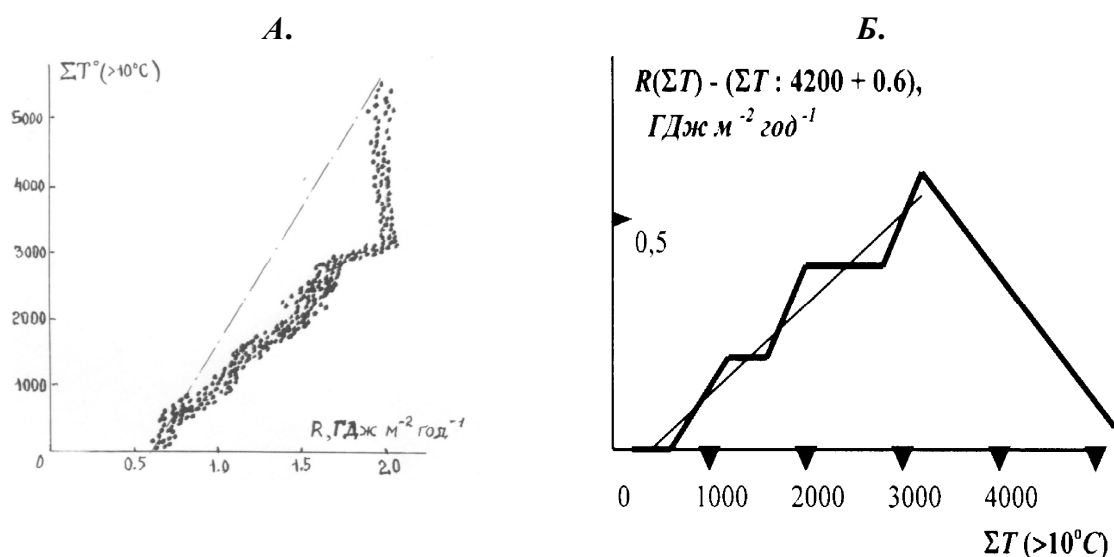 А.
ΣT° (>10°C)
5000
4000
3000
2000
1000
0
0.5
1.0
1.5
2.0
R, ГДж м⁻² год⁻¹
Б.
R(ΣT) - (ΣT : 4200 + 0.6),
ГДж м ⁻² год⁻¹
0,5
0
1000
2000
3000
4000
ΣT (>10⁰C)